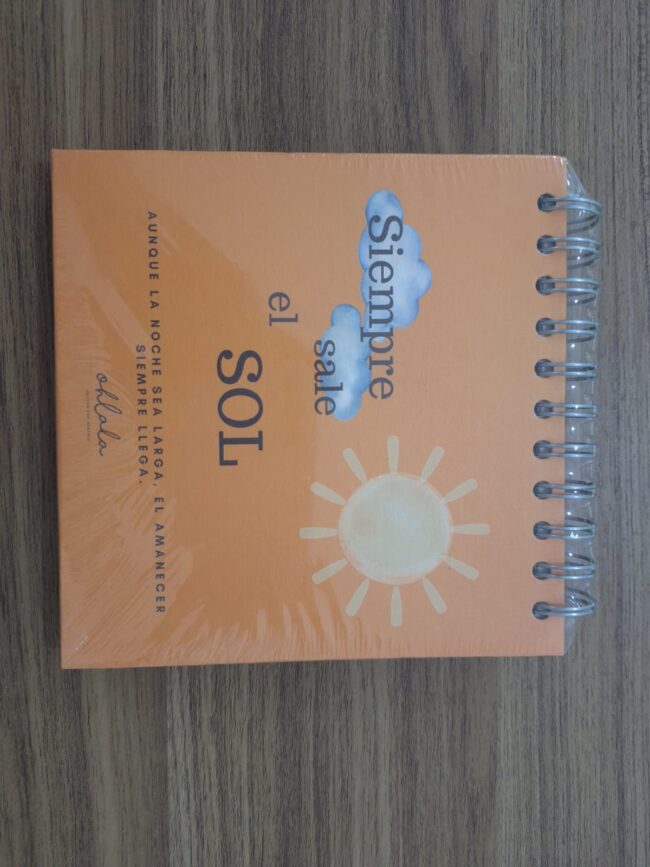 Siempre
sale
el
SOL
AUNQUE LA NOCHE SEA LARGA, EL AMANECER
SIEMPRE LLEGA.
ohlala